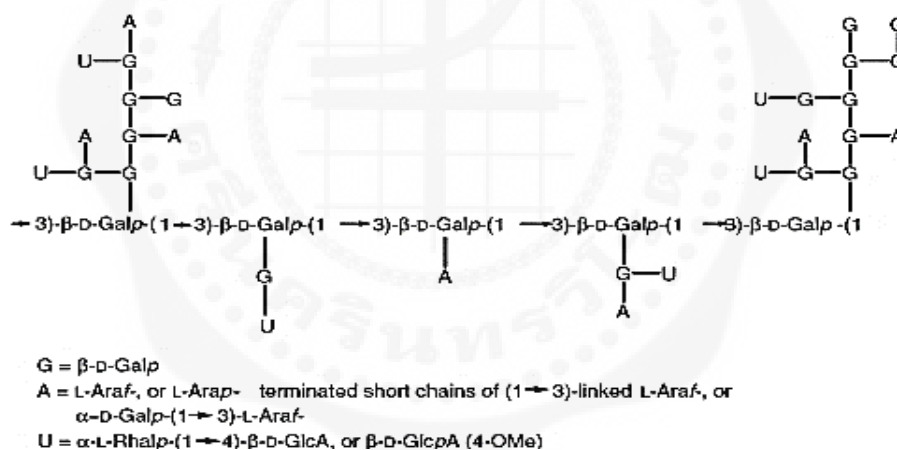 A G
U G G
G G U G G
A G A A G A
U G G U G G
→ 3)-β-D-Galp-(1 → 3)-β-D-Galp-(1 → 3)-β-D-Galp-(1 → 3)-β-D-Galp-(1 → 3)-β-D-Galp -(1
G A G U
U A
G = β-D-Galp
A = L-Araf-, or L-Arap- terminated short chains of (1 → 3)-linked L-Araf-, or
α-D-Galp-(1 → 3)-L-Araf-
U = α-L-Rhalp-(1 → 4)-β-D-GlcA, or β-D-GlcpA (4-OMe)